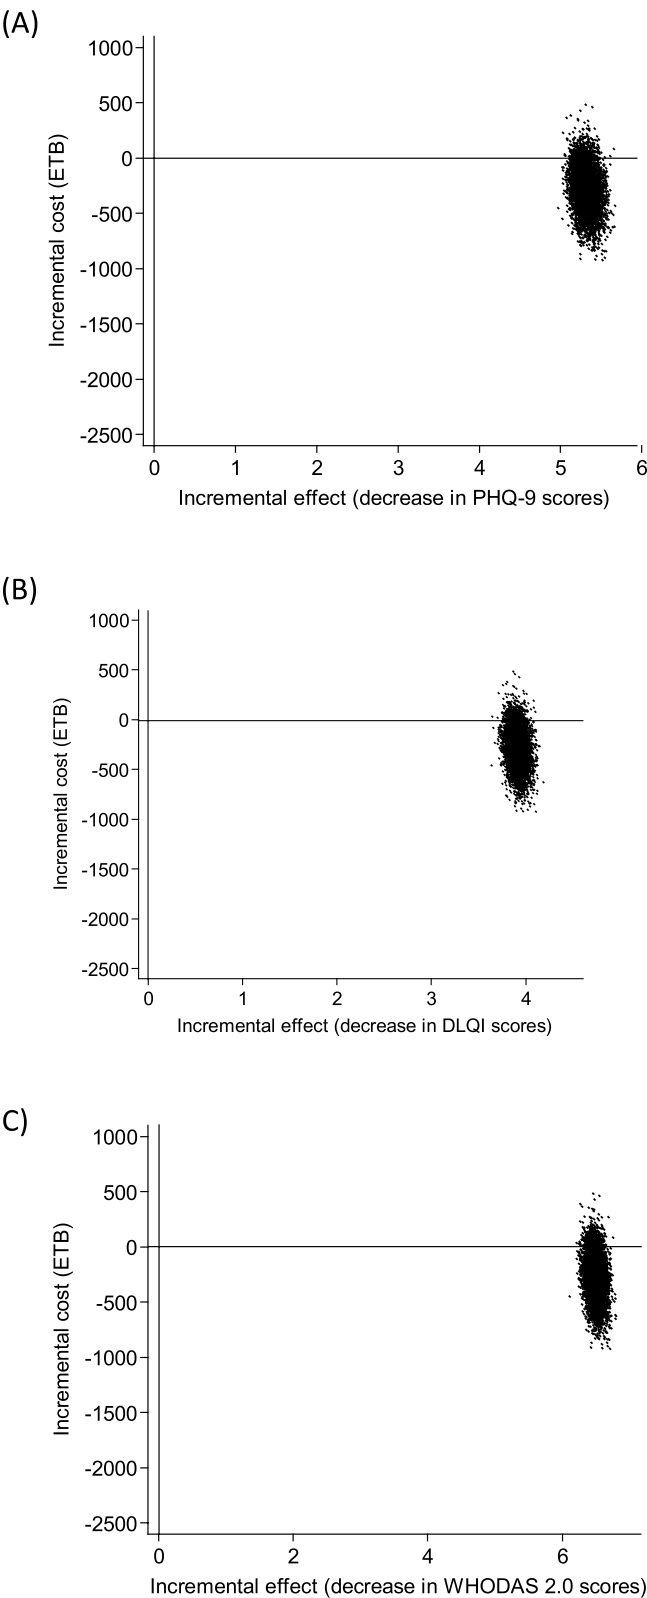 (A)
1000
500
0
-500
-1000
-1500
-2000
-2500
Incremental cost (ETB)
0 1 2 3 4 5 6
Incremental effect (decrease in PHQ-9 scores)
(B)
1000
500
0
-500
-1000
-1500
-2000
-2500
Incremental cost (ETB)
0 1 2 3 4
Incremental effect (decrease in DLQI scores)
C)
1000
500
0
-500
-1000
-1500
-2000
-2500
Incremental cost (ETB)
0 2 4 6
Incremental effect (decrease in WHODAS 2.0 scores)